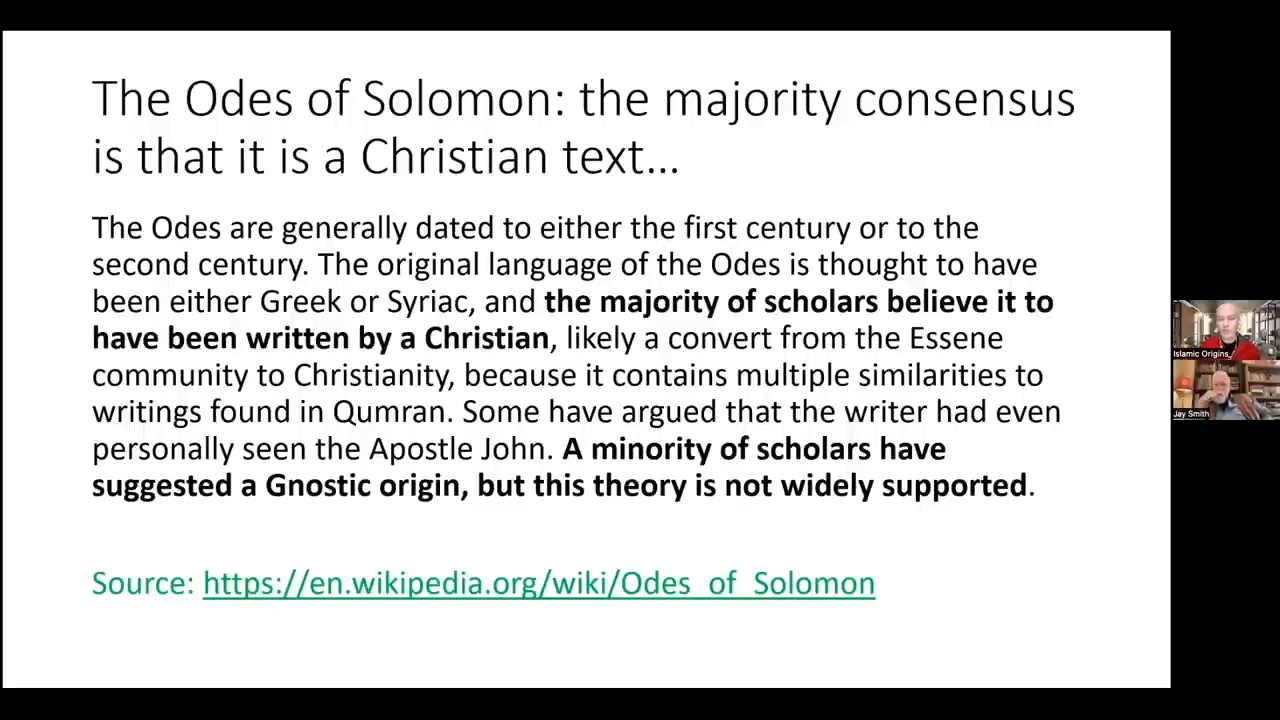 The Odes of Solomon: the majority consensus
is that it is a Christian text...
The Odes are generally dated to either the first century or to the
second century. The original language of the Odes is thought to have
been either Greek or Syriac, and the majority of scholars believe it to
have been written by a Christian, likely a convert from the Essene
community to Christianity, because it contains multiple similarities to
writings found in Qumran. Some have argued that the writer had even
personally seen the Apostle John. A minority of scholars have
suggested a Gnostic origin, but this theory is not widely supported.
Source: https://en.wikipedia.org/wiki/Odes_of_Solomon
Islamic Origins_
Jay Smith